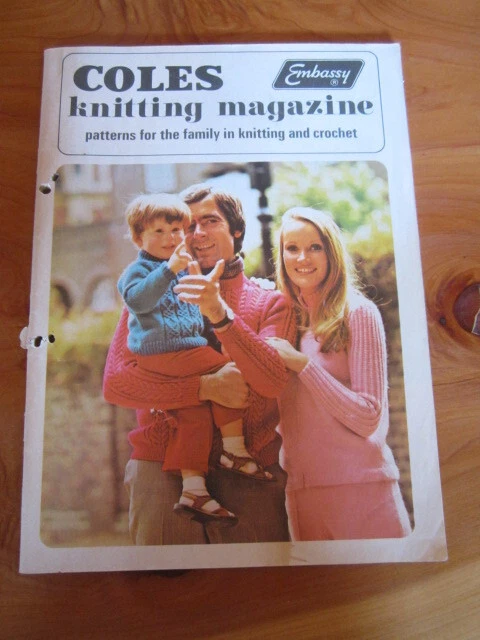 COLES
Embassy ®
knitting magazine
patterns for the family in knitting and crochet